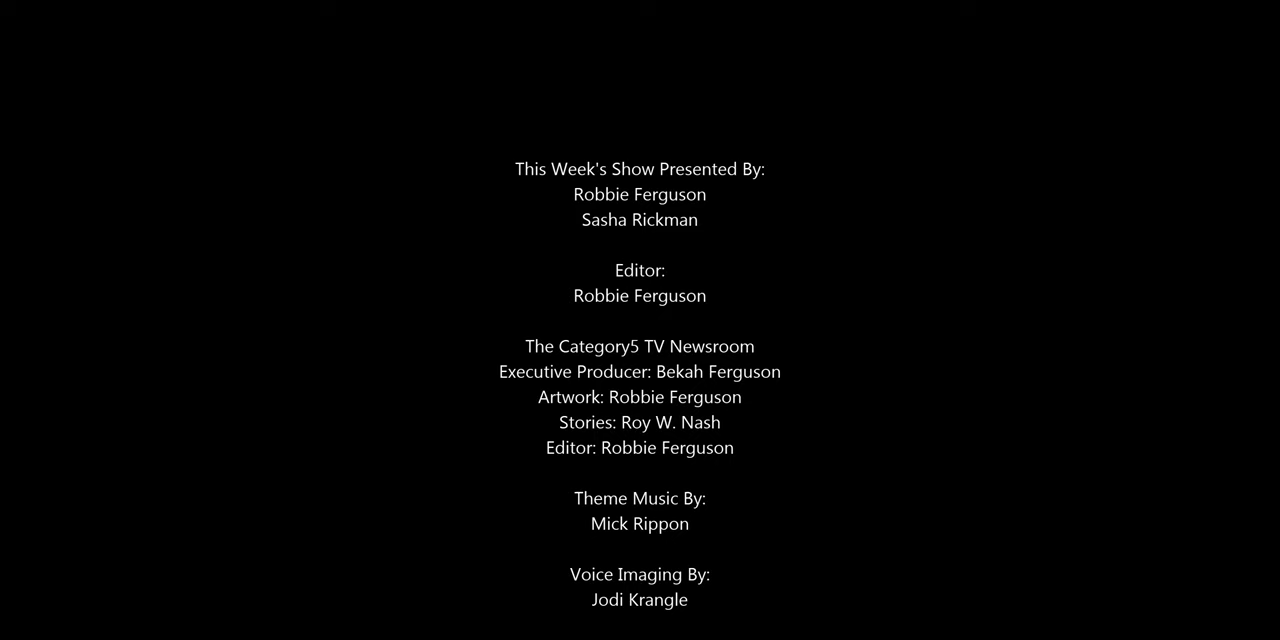 This Week's Show Presented By:
Robbie Ferguson
Sasha Rickman
Editor:
Robbie Ferguson
The Category5 TV Newsroom
Executive Producer: Bekah Ferguson
Artwork: Robbie Ferguson
Stories: Roy W. Nash
Editor: Robbie Ferguson
Theme Music By:
Mick Rippon
Voice Imaging By:
Jodi Krangle